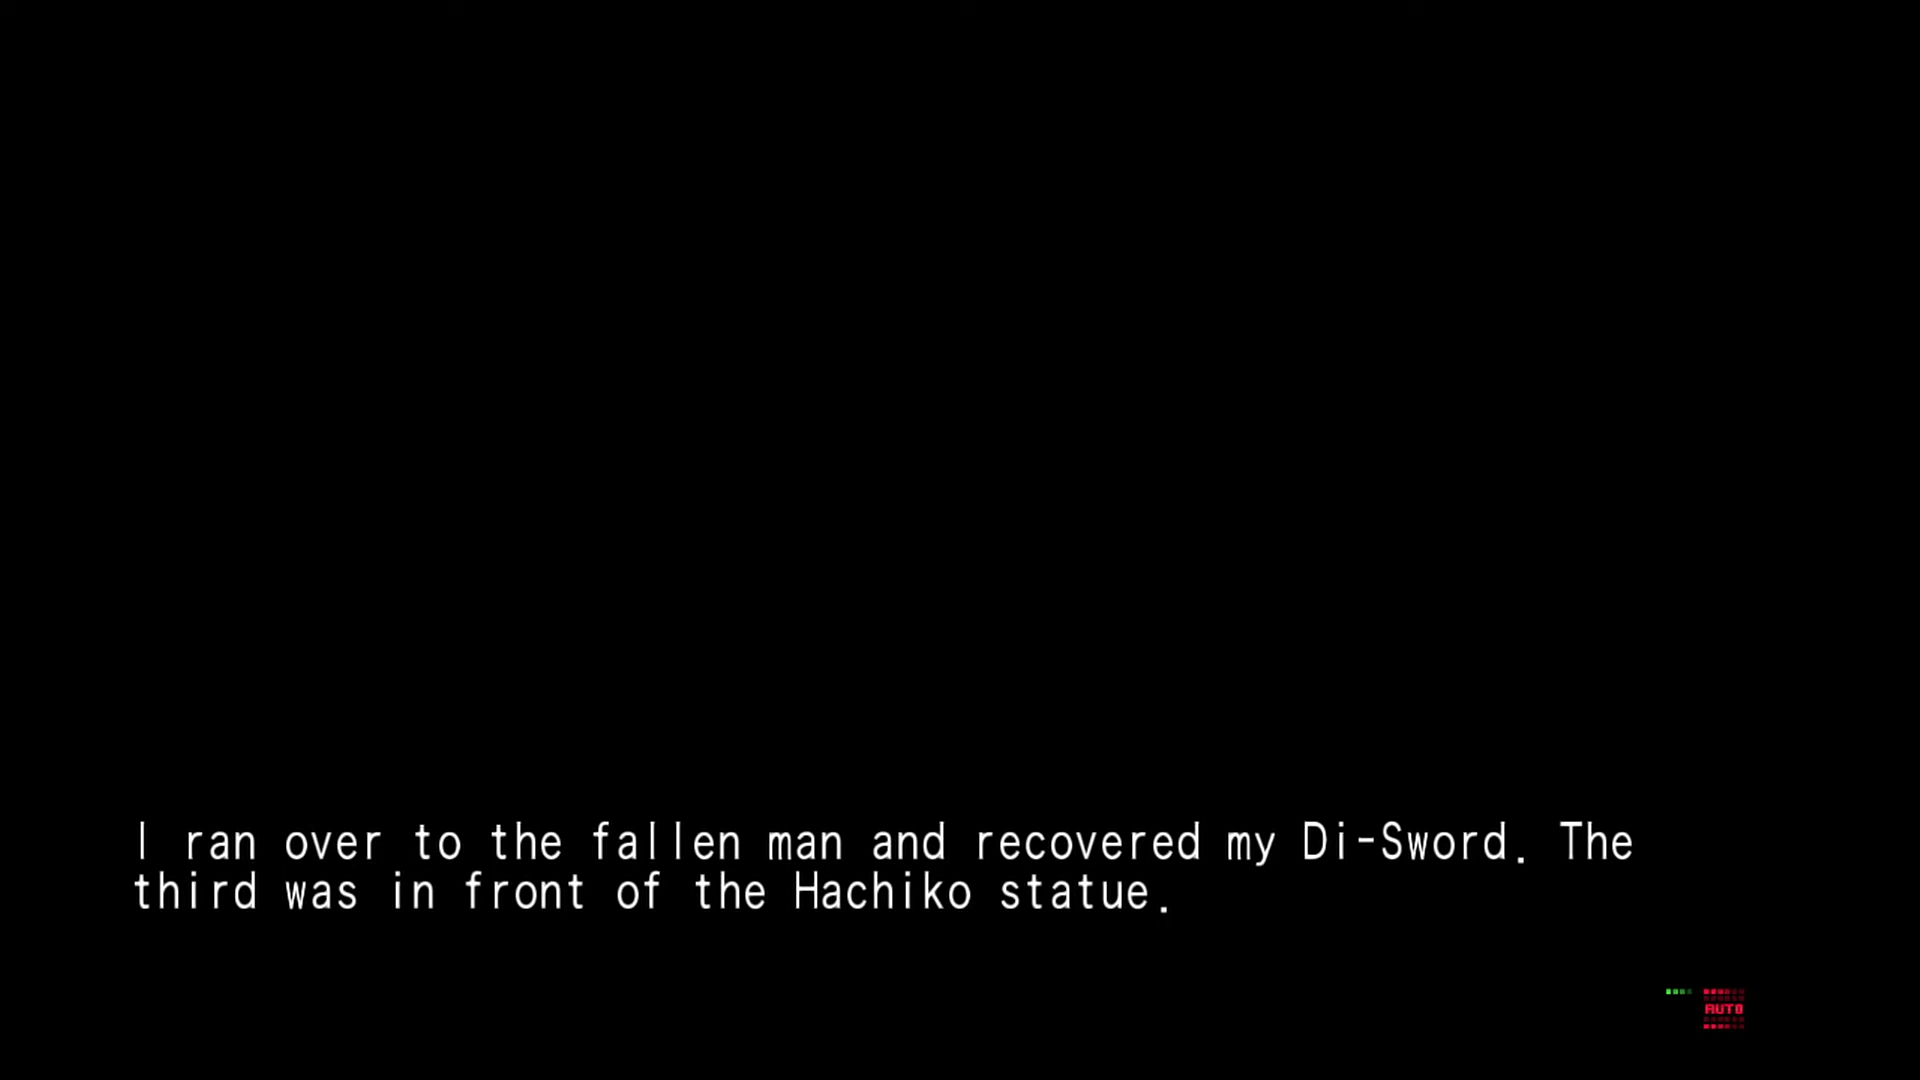 I ran over to the fallen man and recovered my Di-Sword. The
third was in front of the Hachiko statue.
AUTO